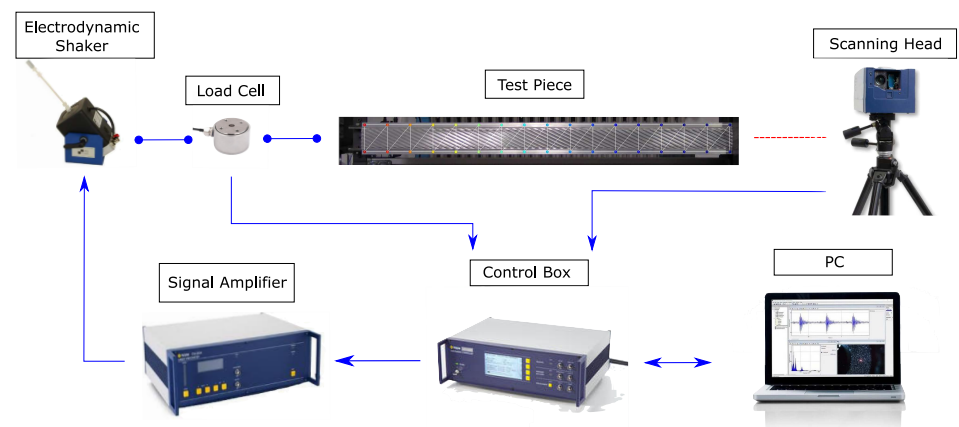 Electrodynamic
Shaker
Load Cell
Test Piece
Scanning Head
Signal Amplifier
Control Box
PC